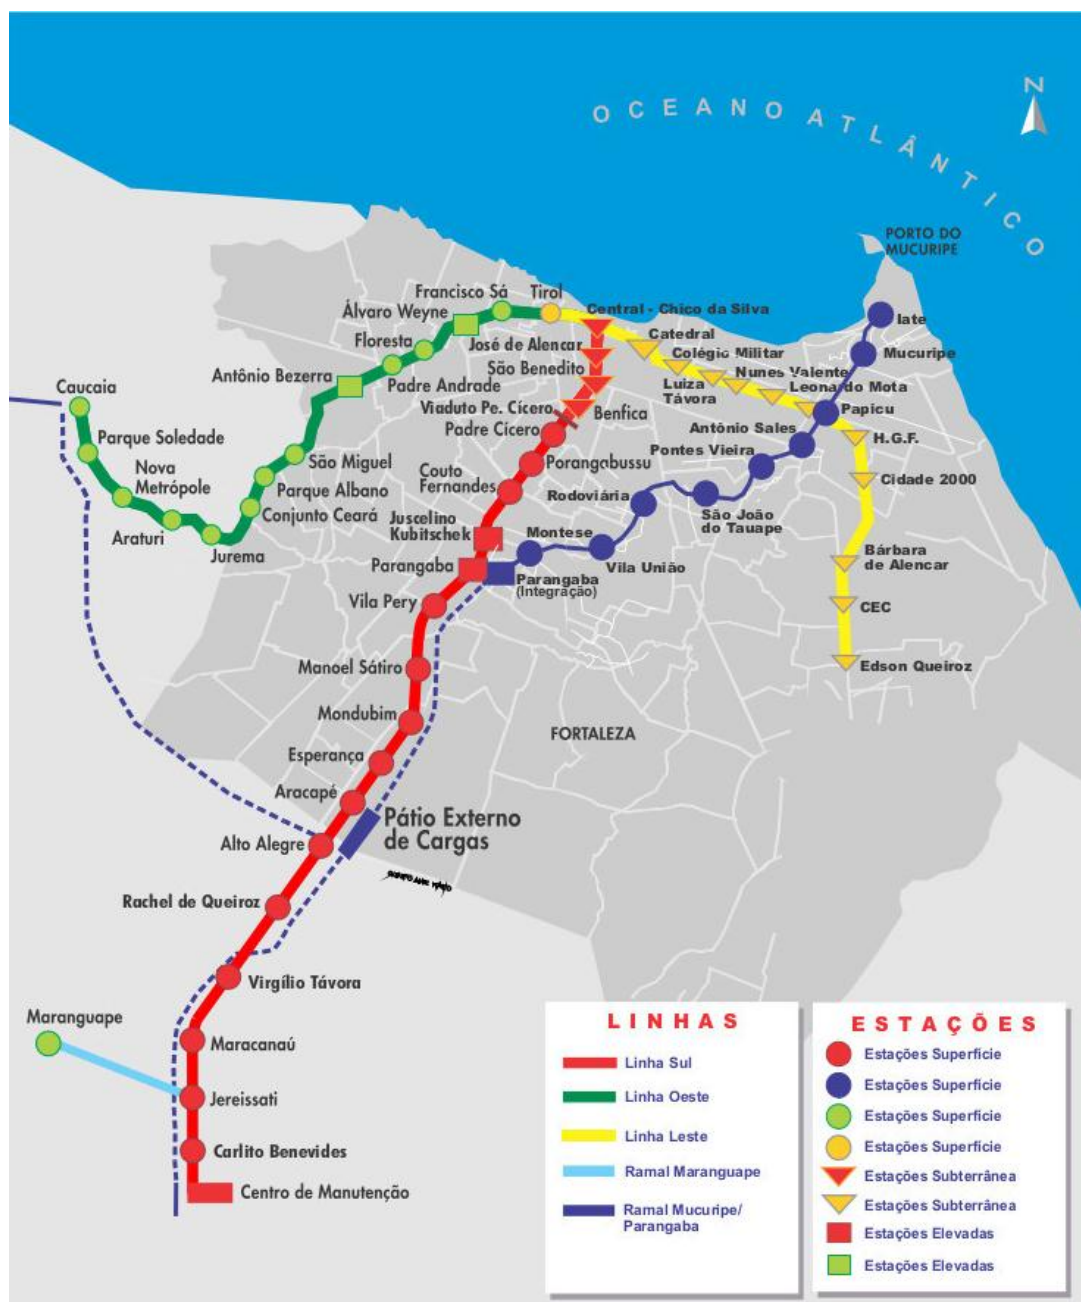 N
OCEANO ATLÂNTICO
PORTO DO
MUCURIPE
Francisco Sá
Tirol
Álvaro Weyne
Central - Chico da Silva
Iate
Floresta
José de Alencar
Catedral
Colégio Militar
Mucuripe
Antônio Bezerra
São Benedito
Nunes Valente
Luiza
Távora
Leonardo Mota
Caucaia
Padre Andrade
Viaduto Pe. Cícero
Benfica
Papicu
Padre Cícero
Antônio Sales
H.G.F.
Parque Soledade
São Miguel
Porangabussu
Pontes Vieira
Nova
Metrópole
Parque Albano
Couto
Fernandes
Rodoviária
Cidade 2000
Conjunto Ceará
São João
do Tauape
Araturi
Jurema
Juscelino
Kubitschek
Montese
Bárbara
de Alencar
Parangaba
Vila União
Parangaba
(Integração)
Vila Pery
CEC
Manoel Sátiro
Edson Queiroz
Mondubim
FORTALEZA
Esperança
Aracapé
Pátio Externo
de Cargas
Alto Alegre
Rachel de Queiroz
Virgílio Távora
Maranguape
Maracanaú
Jereissati
Carlito Benevides
Centro de Manutenção
LINHAS
Linha Sul
Linha Oeste
Linha Leste
Ramal Maranguape
Ramal Mucuripe/
Parangaba
ESTAÇÕES
Estações Superfície
Estações Superfície
Estações Superfície
Estações Superfície
Estações Subterrânea
Estações Subterrânea
Estações Elevadas
Estações Elevadas